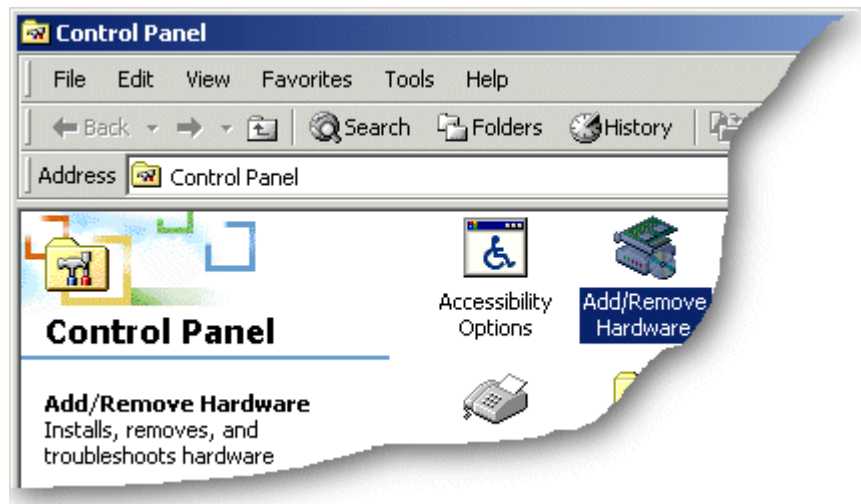 Control Panel
File Edit View Favorites Tools Help
Back Search Folders History
Address Control Panel
Accessibility
Options
Add/Remove
Hardware
Control Panel
Add/Remove Hardware
Installs, removes, and
troubleshoots hardware